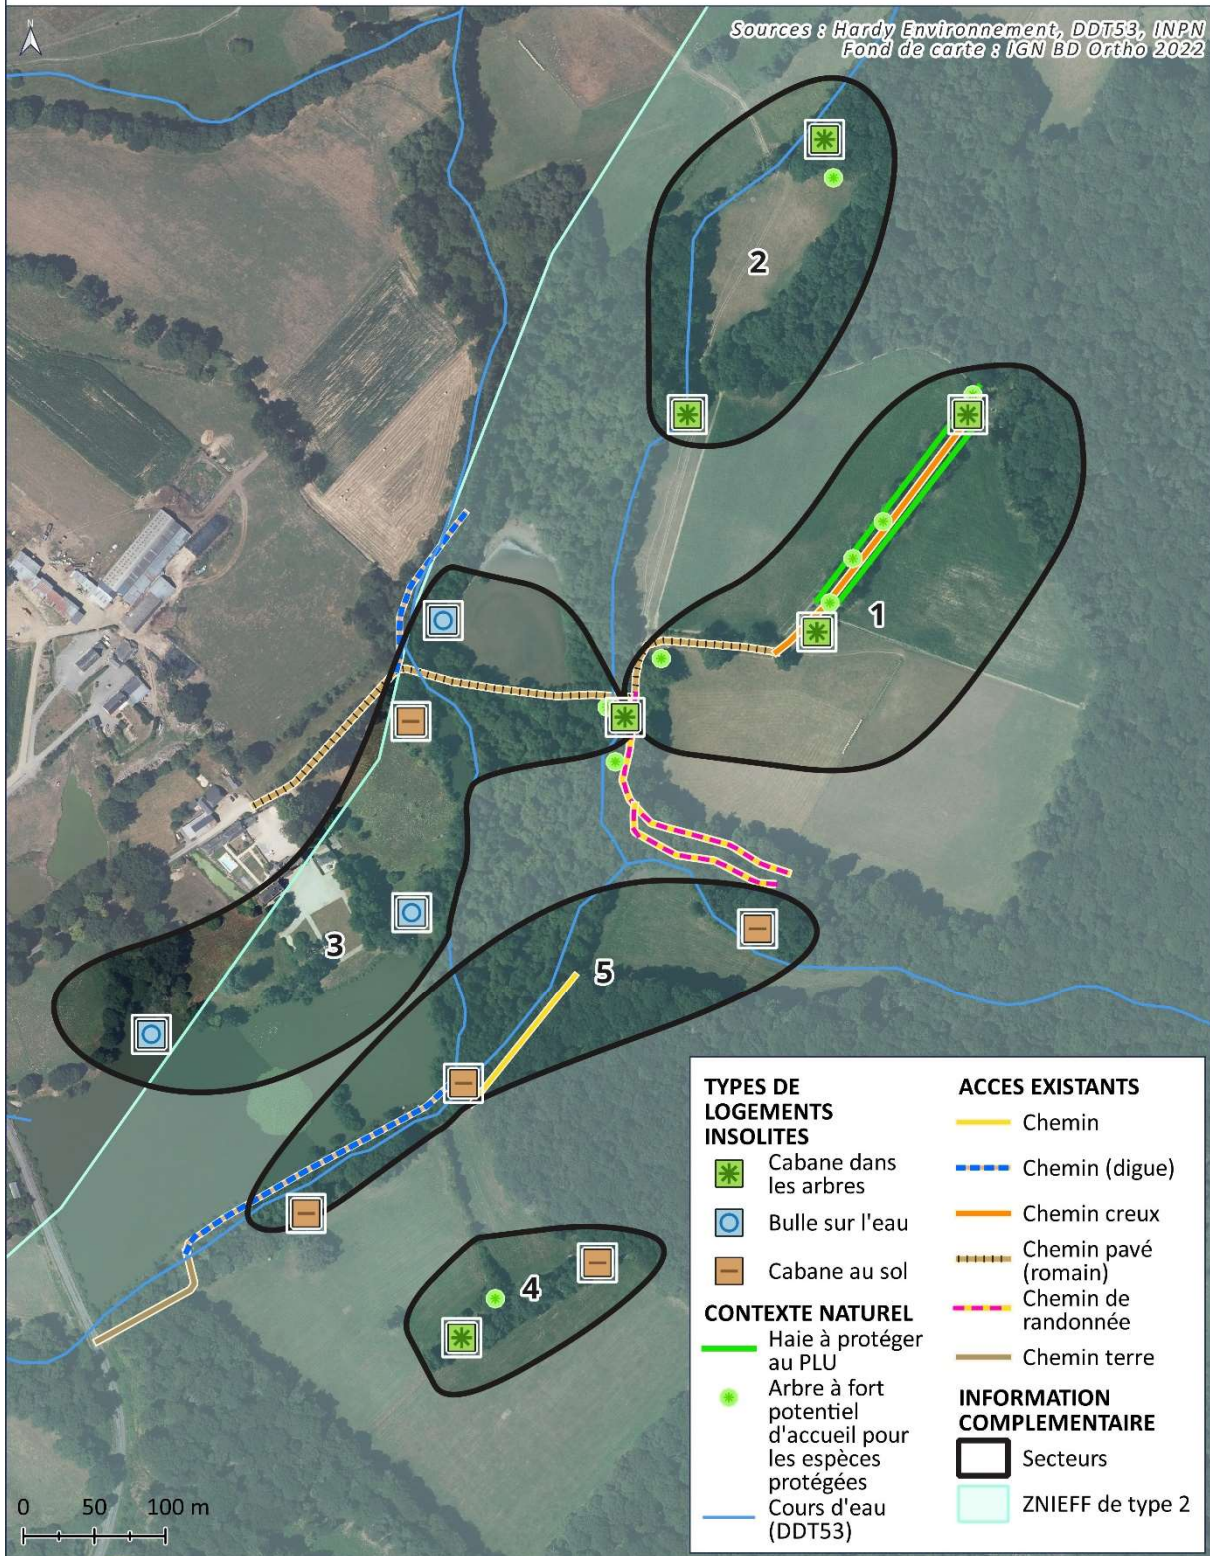 N
Sources : Hardy Environnement, DDT53, INPN
Fond de carte : IGN BD Ortho 2022
2
1
3
5
4
TYPES DE
LOGEMENTS
INSOLITES
Cabane dans
les arbres
Bulle sur l'eau
Cabane au sol
CONTEXTE NATUREL
Haie à protéger
au PLU
Arbre à fort
potentiel
d'accueil pour
les espèces
protégées
Cours d'eau
(DDT53)
ACCES EXISTANTS
Chemin
Chemin (digue)
Chemin creux
Chemin pavé
(romain)
Chemin de
randonnée
Chemin terre
INFORMATION
COMPLEMENTAIRE
Secteurs
ZNIEFF de type 2
0 50 100 m